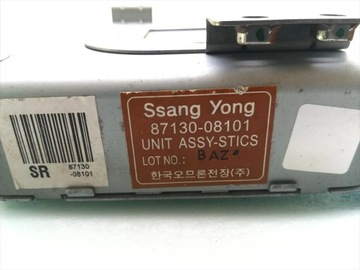 Ssang Yong
87130-08101
UNIT ASSY-STICS
LOT NO.: BAZ
한국오므론전장(주)
SR
87130
-08101